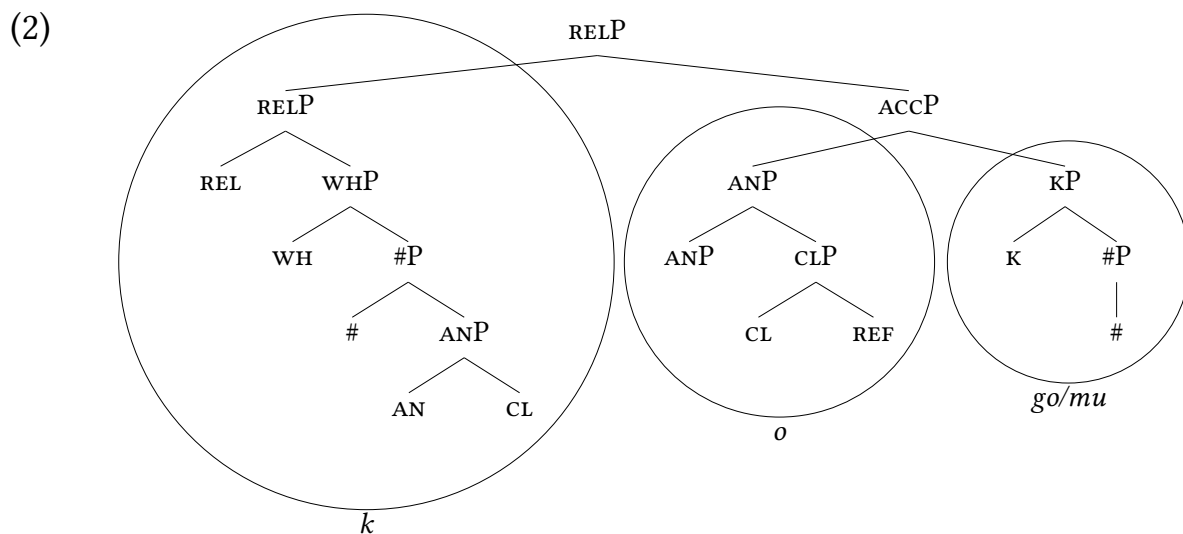 (2)
RELP
RELP ACCP
REL WHP ANP KP
WH #P ANP CLP K #P
# ANP CL REF #
AN CL
go/mu
o
k